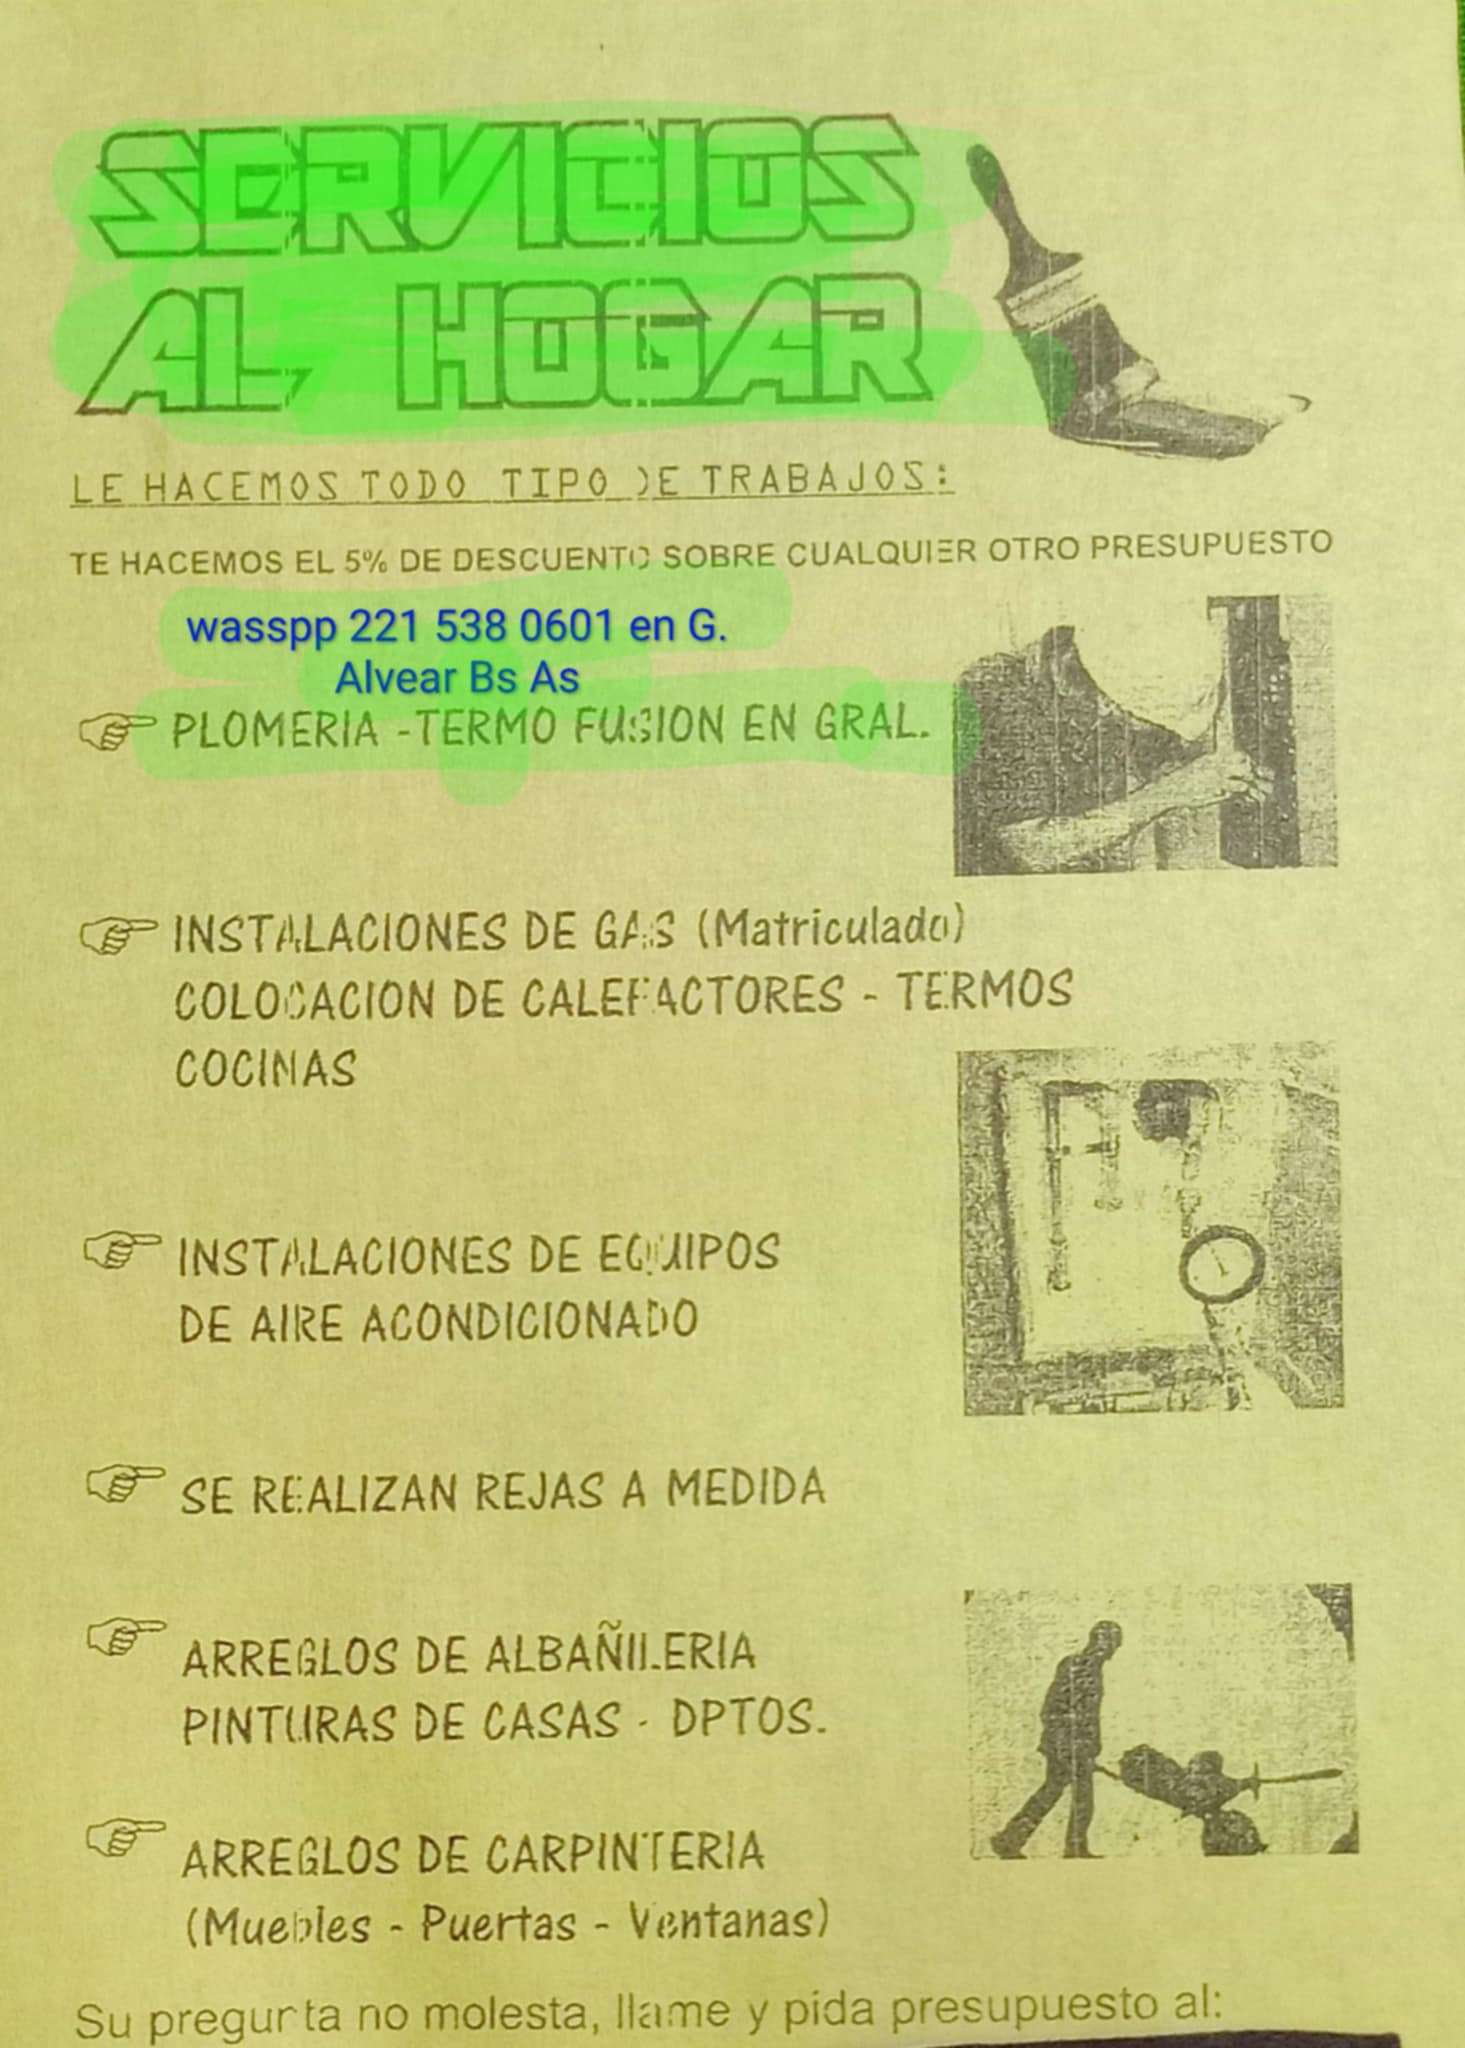 SERVICIOS
AL HOGAR
LE HACEMOS TODO TIPO DE TRABAJOS:
TE HACEMOS EL 5% DE DESCUENTO SOBRE CUALQUIER OTRO PRESUPUESTO
wasspp 221 538 0601 en G.
Alvear Bs As
PLOMERIA -TERMO FUSION EN GRAL.
INSTALACIONES DE GAS (Matriculado)
COLOCACION DE CALEFACTORES - TERMOS
COCINAS
INSTALACIONES DE EQUIPOS
DE AIRE ACONDICIONADO
SE REALIZAN REJAS A MEDIDA
ARREGLOS DE ALBAÑILERIA
PINTURAS DE CASAS - DPTOS.
ARREGLOS DE CARPINTERIA
(Muebles - Puertas - Ventanas)
Su pregunta no molesta, llame y pida presupuesto al: